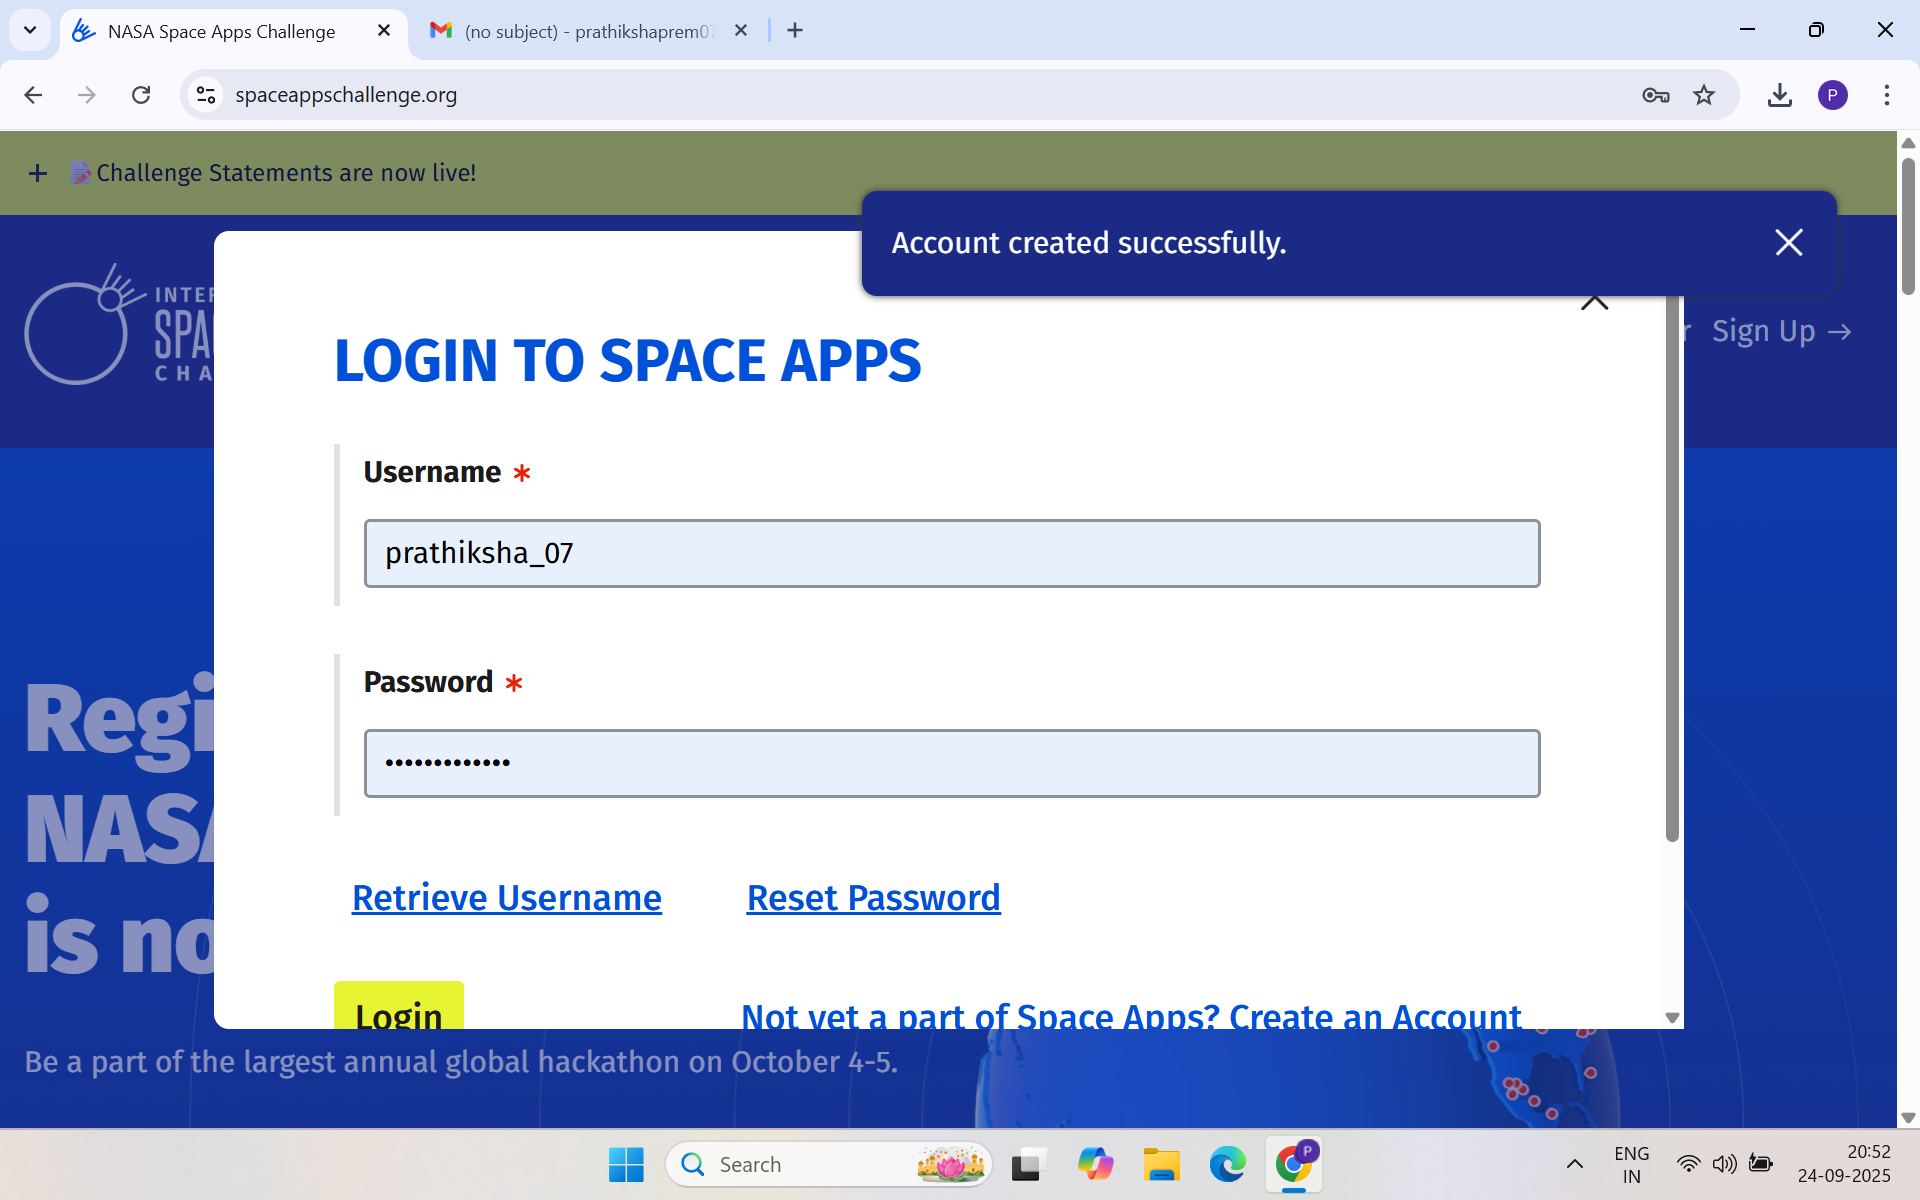 NASA Space Apps Challenge
(no subject) - prathikshaprem07
spaceappschallenge.org
P
Challenge Statements are now live!
Account created successfully.
INTER
SPA
CHA
Sign Up →
LOGIN TO SPACE APPS
Username *
prathiksha_07
Password *
•••••••••••••
Retrieve Username
Reset Password
Login
Not yet a part of Space Apps? Create an Account
Regi
NASA
is no
Be a part of the largest annual global hackathon on October 4-5.
Search
P
ENG
IN
20:52
24-09-2025